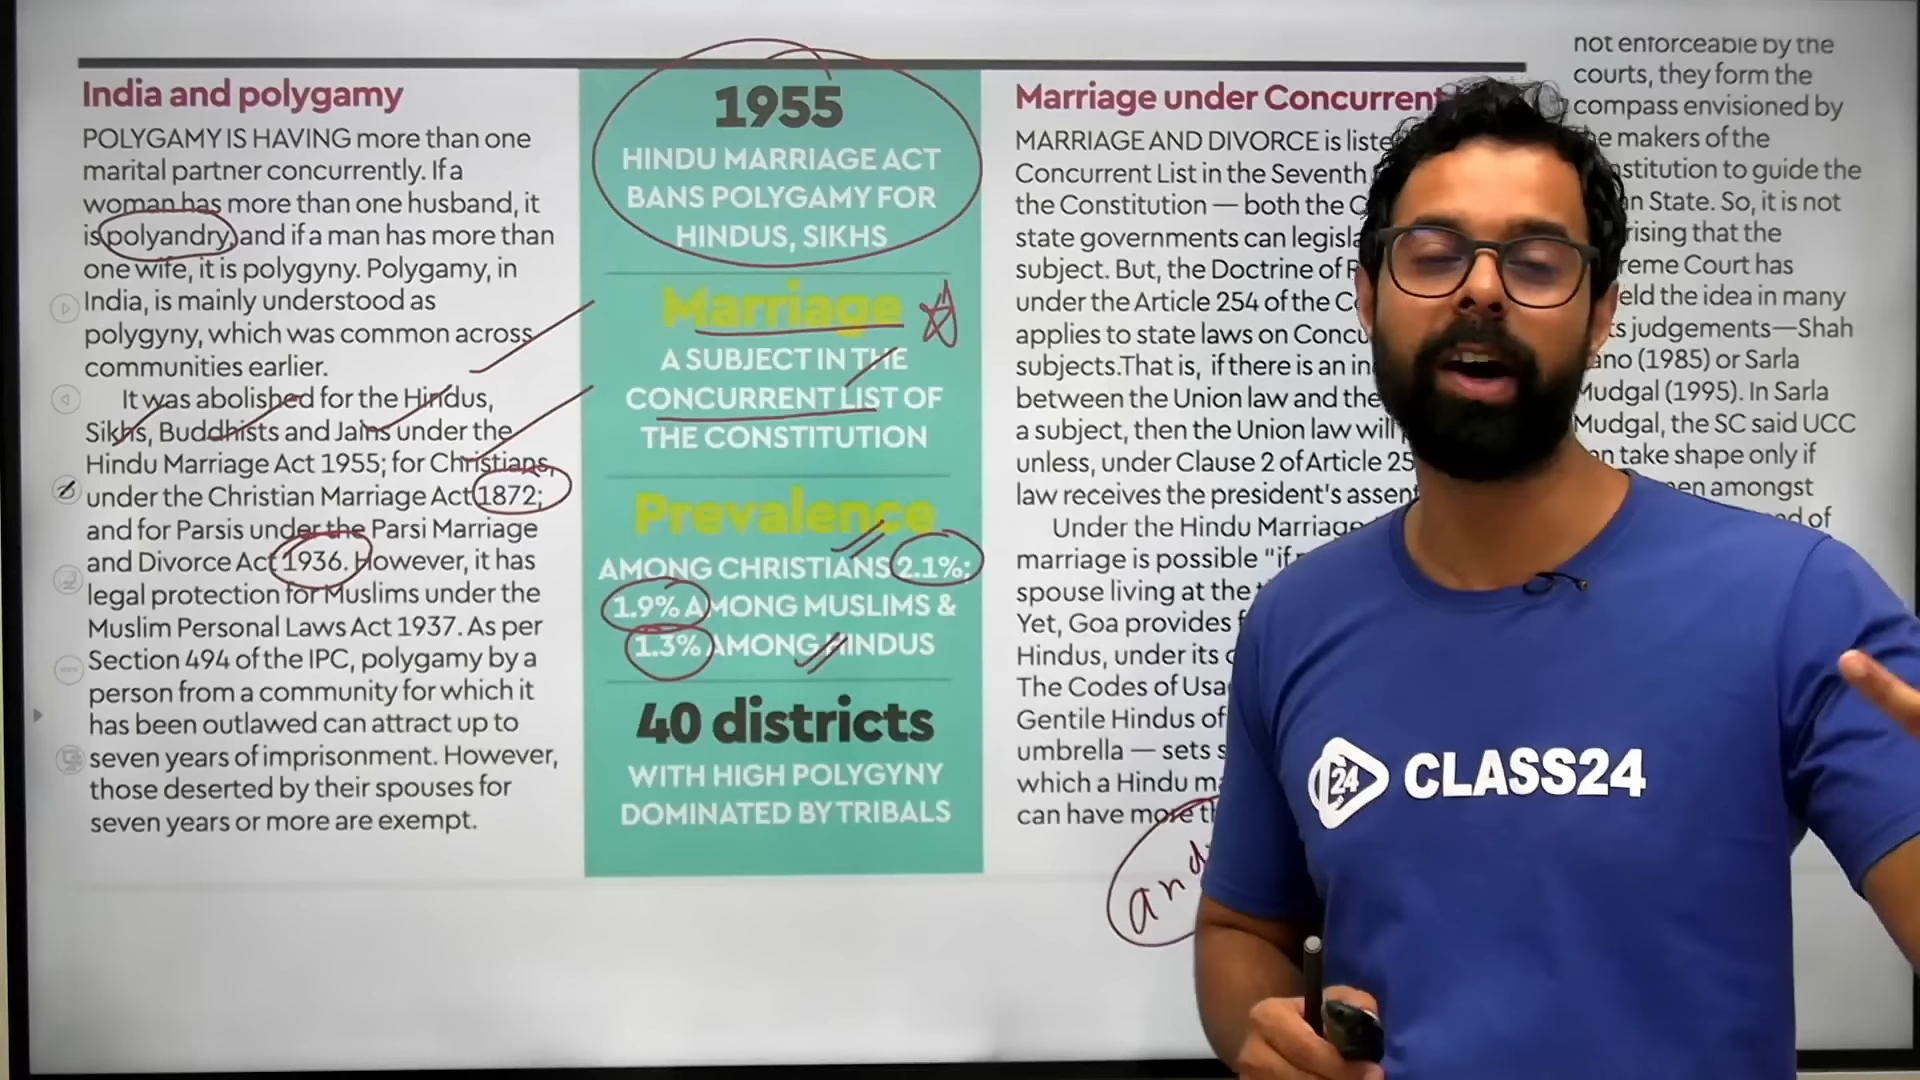 India and polygamy
POLYGAMY IS HAVING more than one
marital partner concurrently. If a
woman has more than one husband, it
is polyandry, and if a man has more than
one wife, it is polygyny. Polygamy, in
India, is mainly understood as
polygyny, which was common across
communities earlier.
It was abolished for the Hindus,
Sikhs, Buddhists and Jains under the
Hindu Marriage Act 1955; for Christians,
under the Christian Marriage Act 1872;
and for Parsis under the Parsi Marriage
and Divorce Act 1936. However, it has
legal protection for Muslims under the
Muslim Personal Laws Act 1937. As per
Section 494 of the IPC, polygamy by a
person from a community for which it
has been outlawed can attract up to
seven years of imprisonment. However,
those deserted by their spouses for
seven years or more are exempt.
1955
HINDU MARRIAGE ACT
BANS POLYGAMY FOR
HINDUS, SIKHS
Marriage
A SUBJECT IN THE
CONCURRENT LIST OF
THE CONSTITUTION
Prevalence
AMONG CHRISTIANS 2.1%;
1.9% AMONG MUSLIMS &
1.3% AMONG HINDUS
40 districts
WITH HIGH POLYGYNY
DOMINATED BY TRIBALS
Marriage under Concurrent
MARRIAGE AND DIVORCE is
Concurrent List in the Seventh
the Constitution — both the
state governments can
subject. But, the Doctrine of
under the Article 254 of the
applies to state laws on
subjects. That is, if there is an
between the Union law and the
a subject, then the Union law will
unless, under Clause 2 of Article
law receives the president's assent
Under the Hindu Marriage
marriage is possible "if
spouse living at the
Yet, Goa provides
Hindus, under its
The Codes of
Gentile Hindus of
umbrella — sets
which a Hindu
can have more
and
not enforceable by the
courts, they form the
compass envisioned by
makers of the
to guide the
State. So, it is not
that the
Court has
the idea in many
judgements—Shah
(1985) or Sarla
Mudgal (1995). In Sarla
Mudgal, the SC said UCC
take shape only if
amongst
of
24 CLASS24